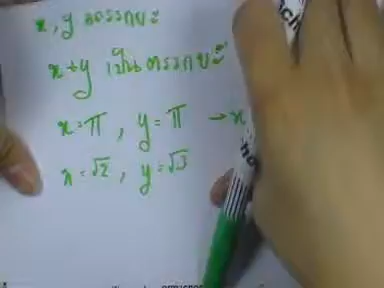 x, y อตรรกยะ
x+y เป็นตรรกยะ
x=π , y=π → x
x=√2 , y=√3